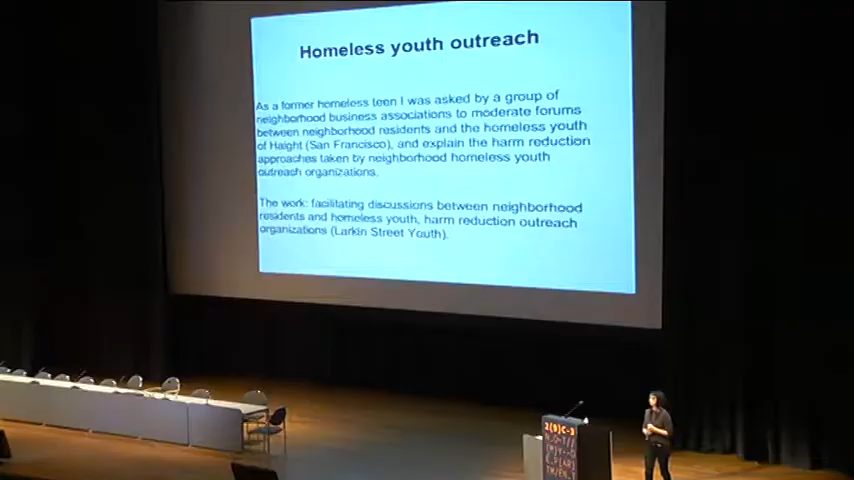 Homeless youth outreach
As a former homeless teen I was asked by a group of
neighborhood business associations to moderate forums
between neighborhood residents and the homeless youth
of Haight (San Francisco), and explain the harm reduction
approaches taken by neighborhood homeless youth
outreach organizations.
The work: facilitating discussions between neighborhood
residents and homeless youth, harm reduction outreach
organizations (Larkin Street Youth).
2(9)C-3